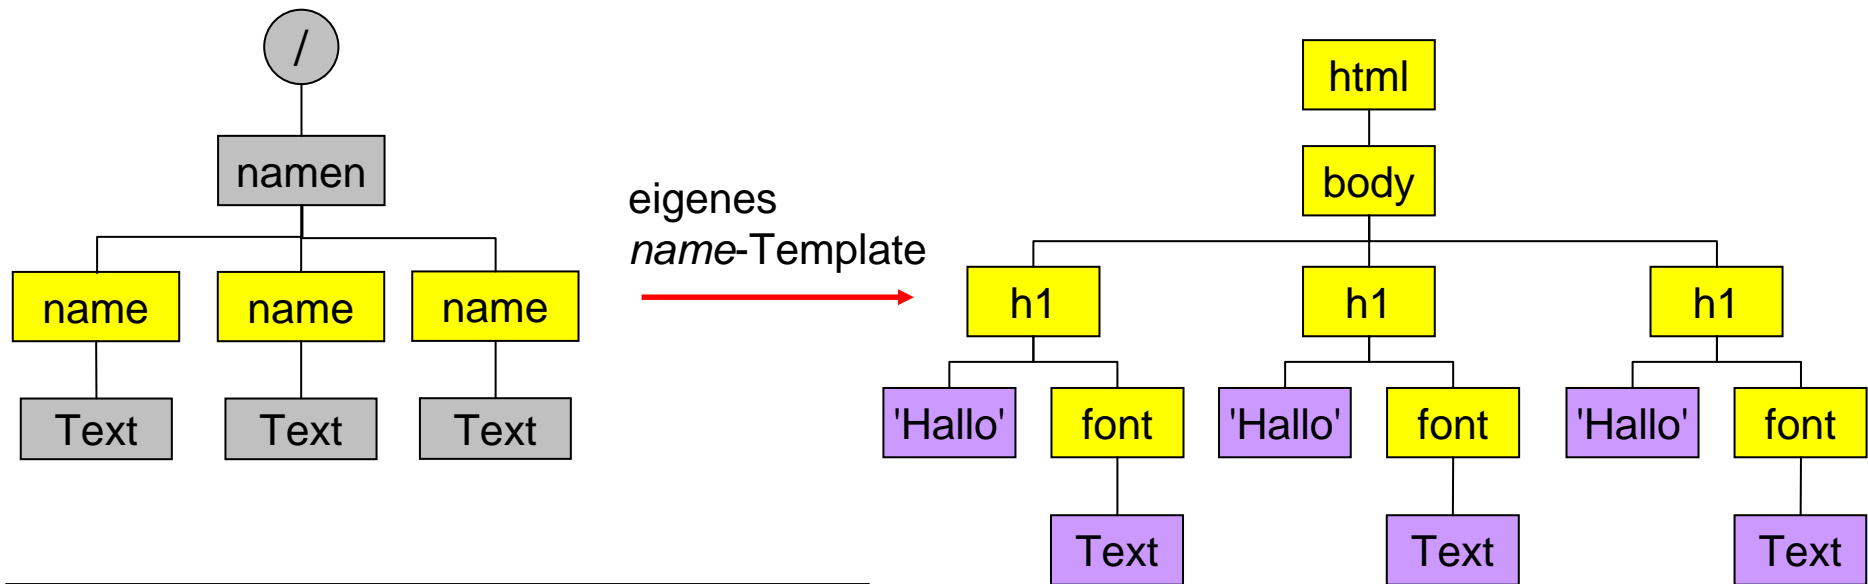 /
namen
name name name
Text Text Text
eigenes
name-Template
html
body
h1 h1 h1
'Hallo' font 'Hallo' font 'Hallo' font
Text Text Text